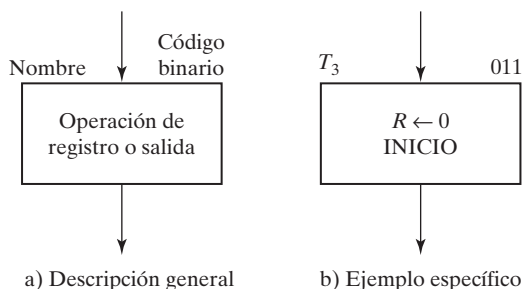 Nombre
Código
binario
Operación de
registro o salida
a) Descripción general
T3
011
R ← 0
INICIO
b) Ejemplo específico